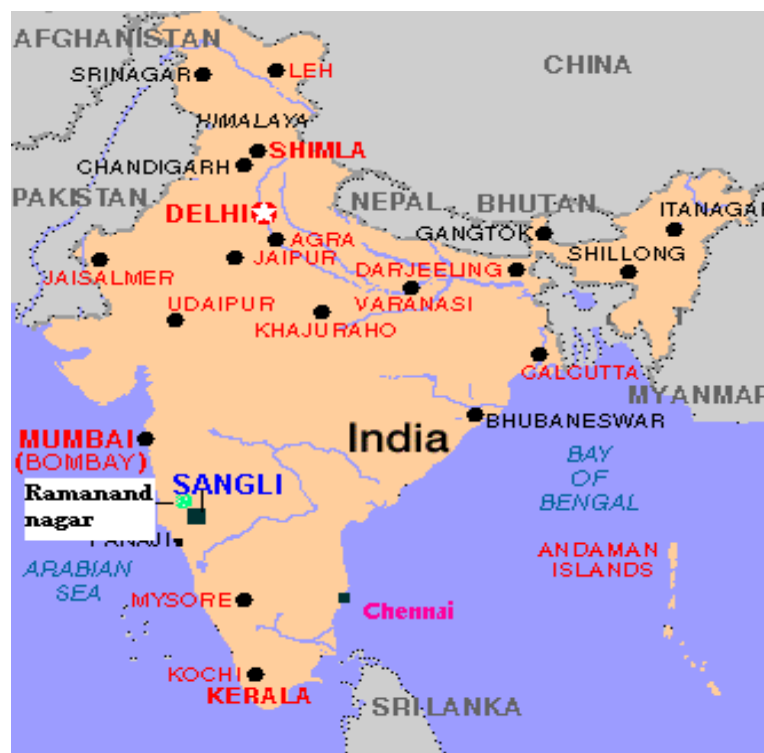 AFGHANISTAN
CHINA
SRINAGAR
LEH
HIMALAYA
SHIMLA
CHANDIGARH
PAKISTAN
NEPAL
BHUTAN
ITANAGAR
DELHI
GANGTOK
AGRA
SHILLONG
JAIPUR
DARJEELING
JAISALMER
UDAIPUR
VARANASI
KHAJURAHO
CALCUTTA
MYANMAR
MUMBAI
(BOMBAY)
India
BHUBANESWAR
BAY
OF
BENGAL
SANGLI
Ramanand
nagar
PANAJI
ANDAMAN
ISLANDS
ARABIAN
SEA
MYSORE
Chennai
KOCHI
KERALA
SRI LANKA